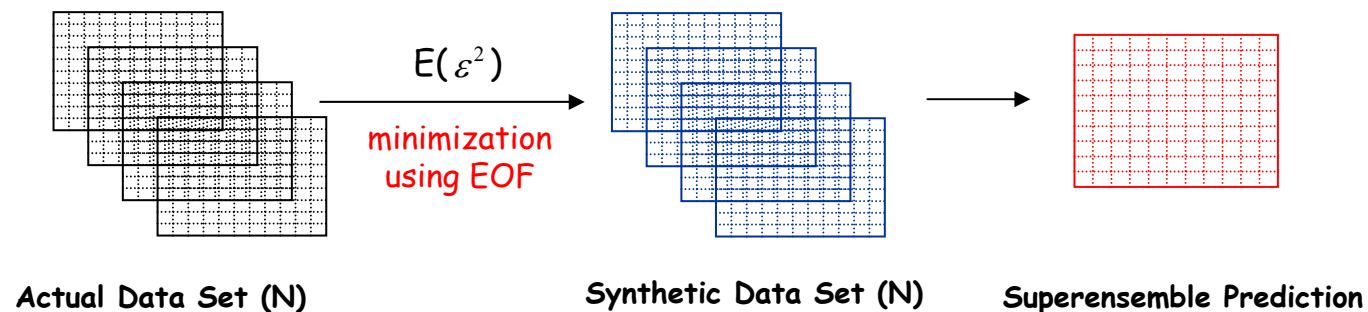 E( ε² )
minimization
using EOF
Actual Data Set (N)
Synthetic Data Set (N)
Superensemble Prediction